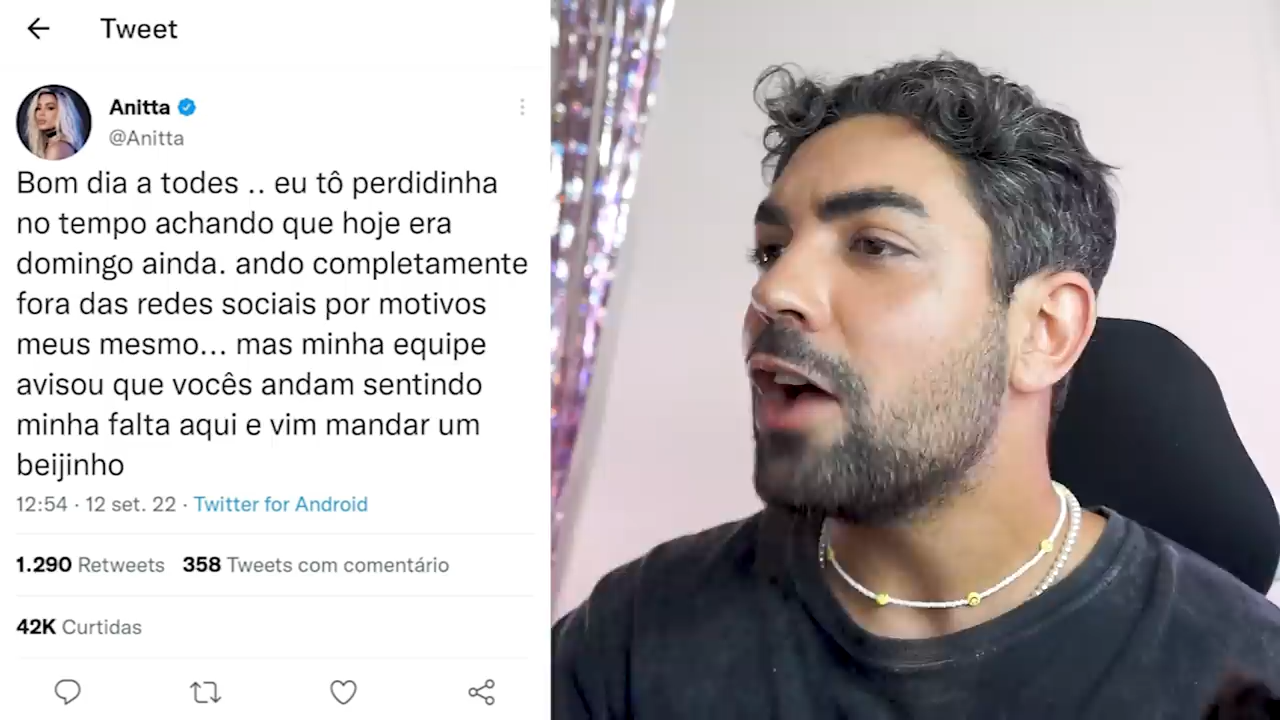 Tweet
Anitta
@Anitta
Bom dia a todes .. eu tô perdidinha
no tempo achando que hoje era
domingo ainda. ando completamente
fora das redes sociais por motivos
meus mesmo... mas minha equipe
avisou que vocês andam sentindo
minha falta aqui e vim mandar um
beijinho
12:54 · 12 set. 22 · Twitter for Android
1.290 Retweets 358 Tweets com comentário
42K Curtidas